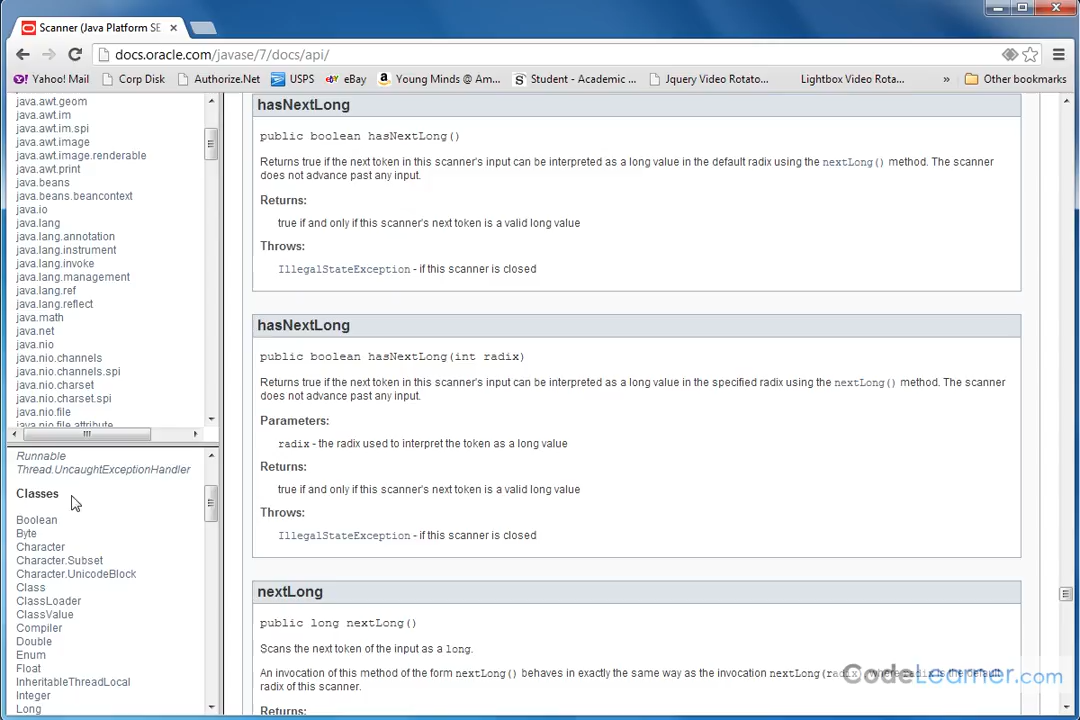 Scanner (Java Platform SE
docs.oracle.com/javase/7/docs/api/
Yahoo! Mail
Corp Disk
Authorize.Net
USPS
eBay
Young Minds @ Am...
Student - Academic ...
Jquery Video Rotato...
Lightbox Video Rota...
»
Other bookmarks
java.awt.geom
java.awt.im
java.awt.im.spi
java.awt.image
java.awt.image.renderable
java.awt.print
java.beans
java.beans.beancontext
java.io
java.lang
java.lang.annotation
java.lang.instrument
java.lang.invoke
java.lang.management
java.lang.ref
java.lang.reflect
java.math
java.net
java.nio
java.nio.channels
java.nio.channels.spi
java.nio.charset
java.nio.charset.spi
java.nio.file
java.nio.file.attribute
Runnable
Thread.UncaughtExceptionHandler
Classes
Boolean
Byte
Character
Character.Subset
Character.UnicodeBlock
Class
ClassLoader
ClassValue
Compiler
Double
Enum
Float
InheritableThreadLocal
Integer
Long
hasNextLong
public boolean hasNextLong()
Returns true if the next token in this scanner's input can be interpreted as a long value in the default radix using the nextLong() method. The scanner
does not advance past any input.
Returns:
true if and only if this scanner's next token is a valid long value
Throws:
IllegalStateException - if this scanner is closed
hasNextLong
public boolean hasNextLong(int radix)
Returns true if the next token in this scanner's input can be interpreted as a long value in the specified radix using the nextLong() method. The scanner
does not advance past any input.
Parameters:
radix - the radix used to interpret the token as a long value
Returns:
true if and only if this scanner's next token is a valid long value
Throws:
IllegalStateException - if this scanner is closed
nextLong
public long nextLong()
Scans the next token of the input as a long.
An invocation of this method of the form nextLong() behaves in exactly the same way as the invocation nextLong(radix), where radix is the default
radix of this scanner.
Returns:
CodeLearner.com